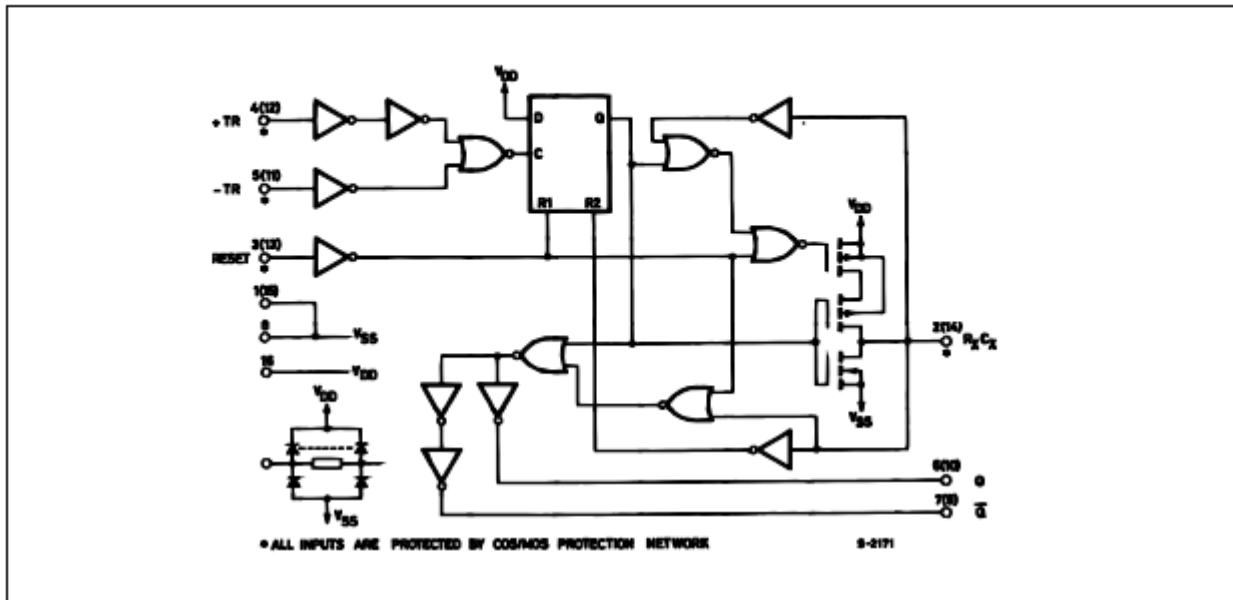 VDD
4(12)
+ TR
*
D
Q
C
5(11)
- TR
*
R1
R2
VDD
3(13)
RESET
*
1(15)
8
VSS
2(14)
RXCX
*
16
VDD
VDD
VSS
6(10)
Q
7(9)
Q̅
VSS
* ALL INPUTS ARE PROTECTED BY COS/MOS PROTECTION NETWORK
S-2171